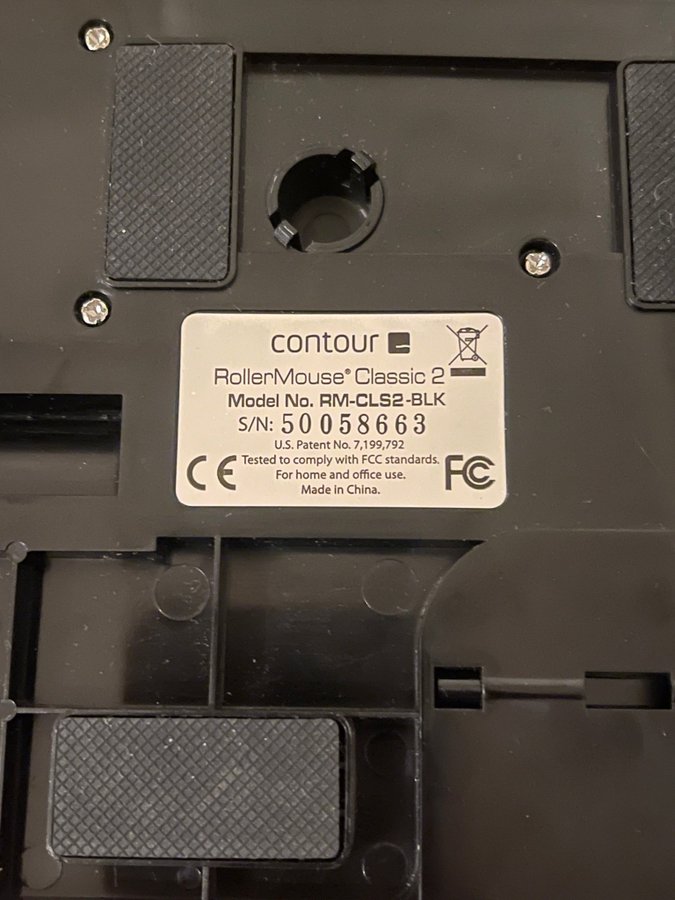 contour
RollerMouse® Classic 2
Model No. RM-CLS2-BLK
S/N: 50058663
U.S. Patent No. 7,199,792
Tested to comply with FCC standards.
For home and office use.
Made in China.
CE
FC